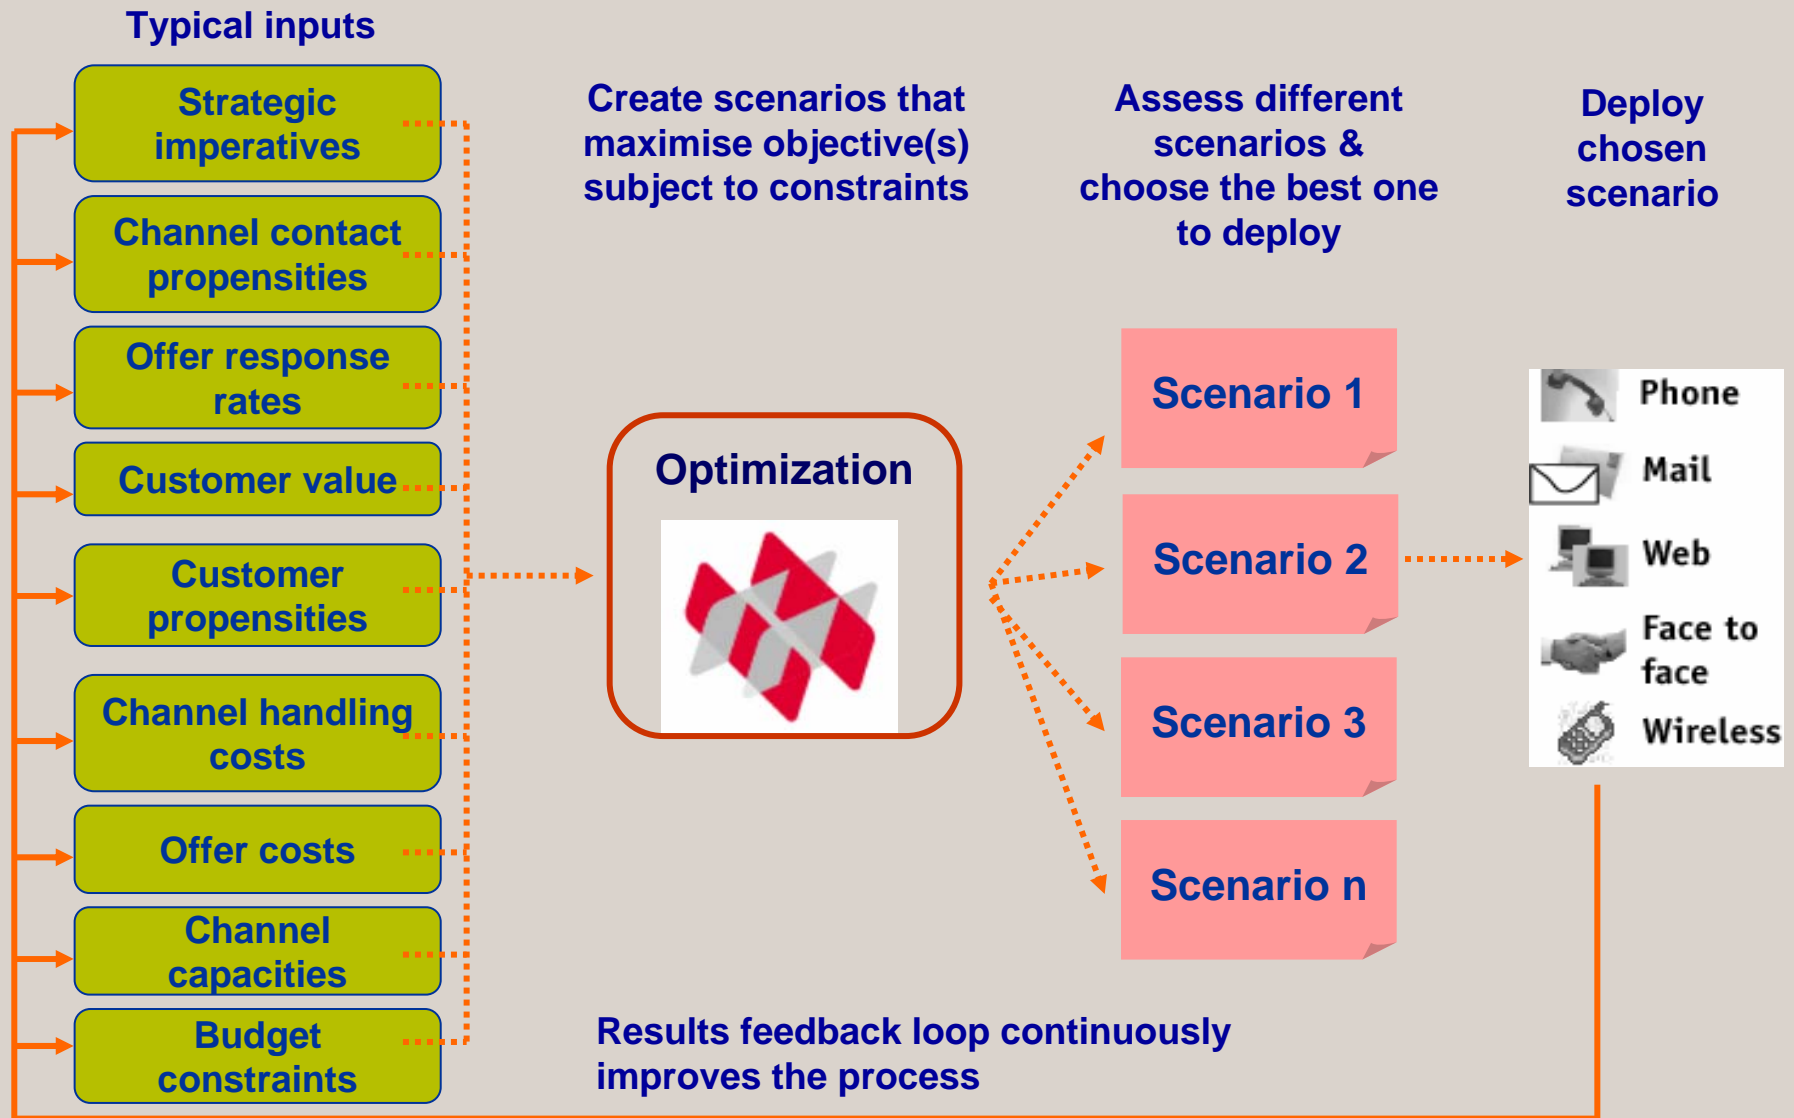 Typical inputs
Strategic
imperatives
Channel contact
propensities
Offer response
rates
Customer value
Customer
propensities
Channel handling
costs
Offer costs
Channel
capacities
Budget
constraints
Create scenarios that
maximise objective(s)
subject to constraints
Optimization
Assess different
scenarios &
choose the best one
to deploy
Scenario 1
Scenario 2
Scenario 3
Scenario n
Deploy
chosen
scenario
Phone
Mail
Web
Face to
face
Wireless
Results feedback loop continuously
improves the process